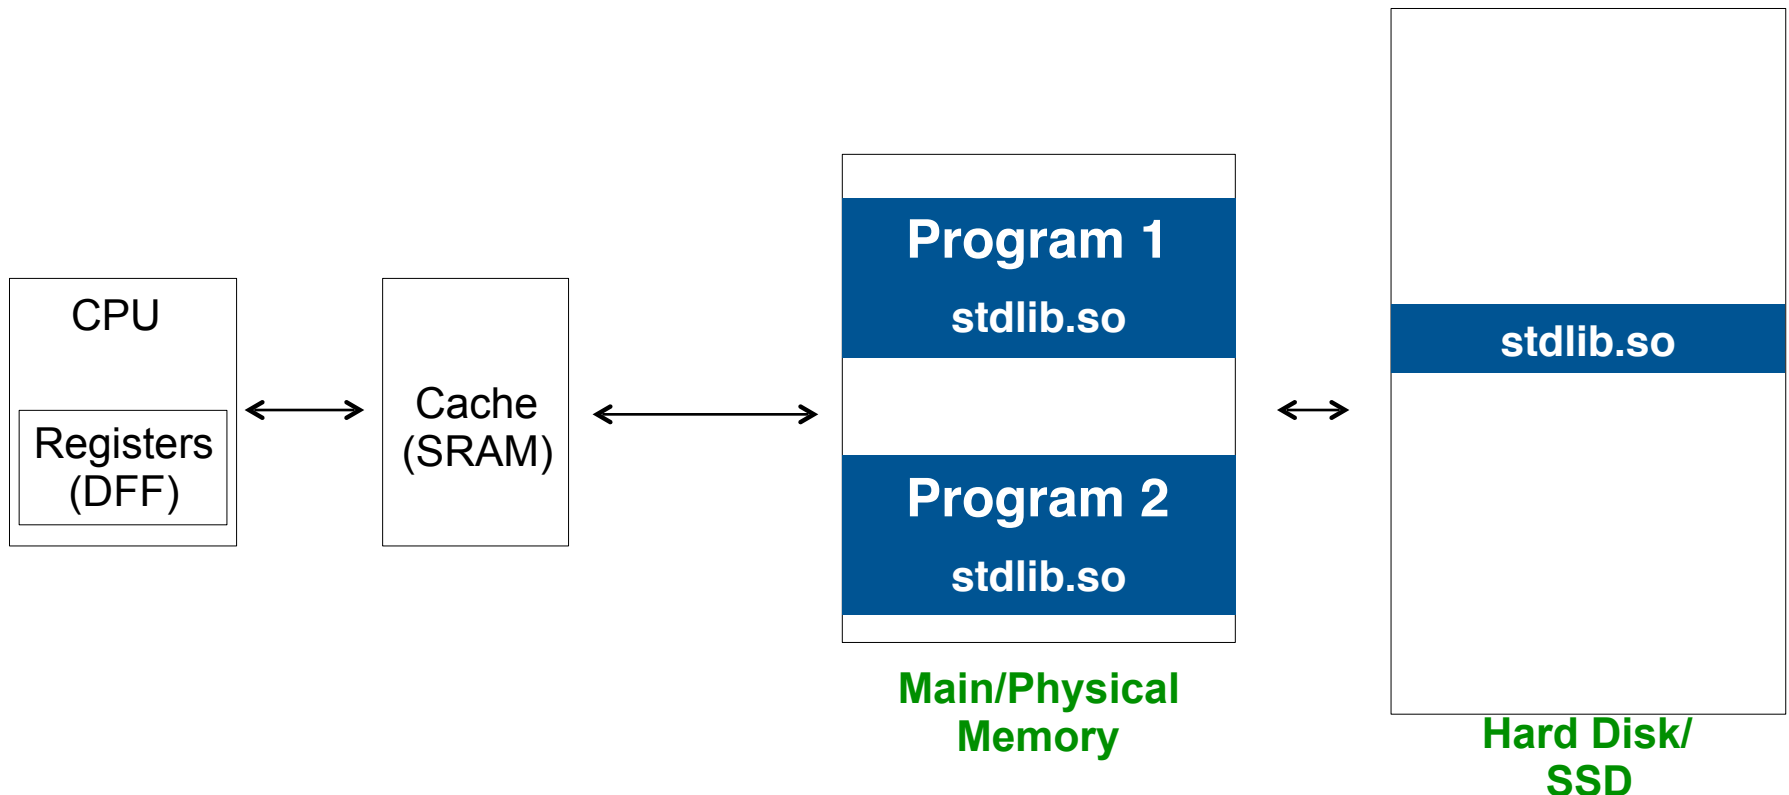 CPU
Registers
(DFF)
Cache
(SRAM)
Program 1
stdlib.so
Program 2
stdlib.so
Main/Physical
Memory
stdlib.so
Hard Disk/
SSD